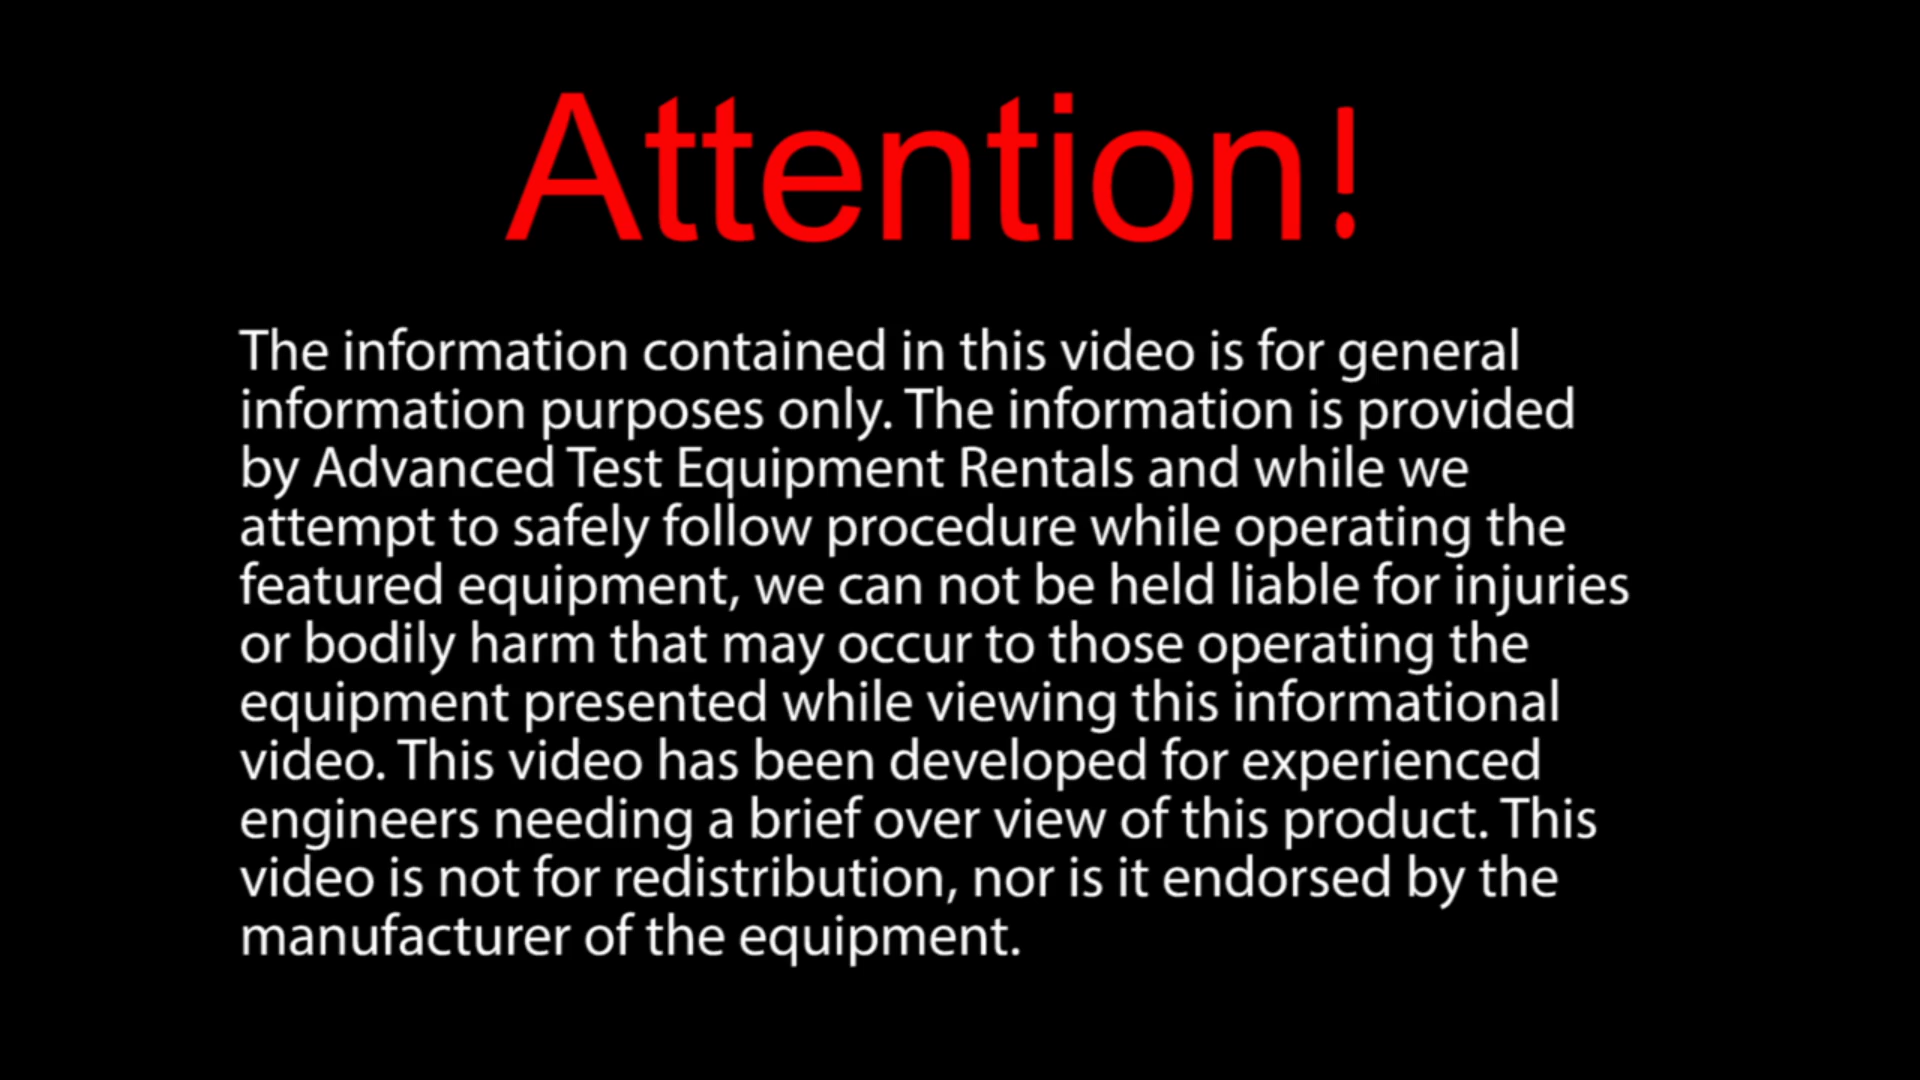 Attention!
The information contained in this video is for general
information purposes only. The information is provided
by Advanced Test Equipment Rentals and while we
attempt to safely follow procedure while operating the
featured equipment, we can not be held liable for injuries
or bodily harm that may occur to those operating the
equipment presented while viewing this informational
video. This video has been developed for experienced
engineers needing a brief over view of this product. This
video is not for redistribution, nor is it endorsed by the
manufacturer of the equipment.